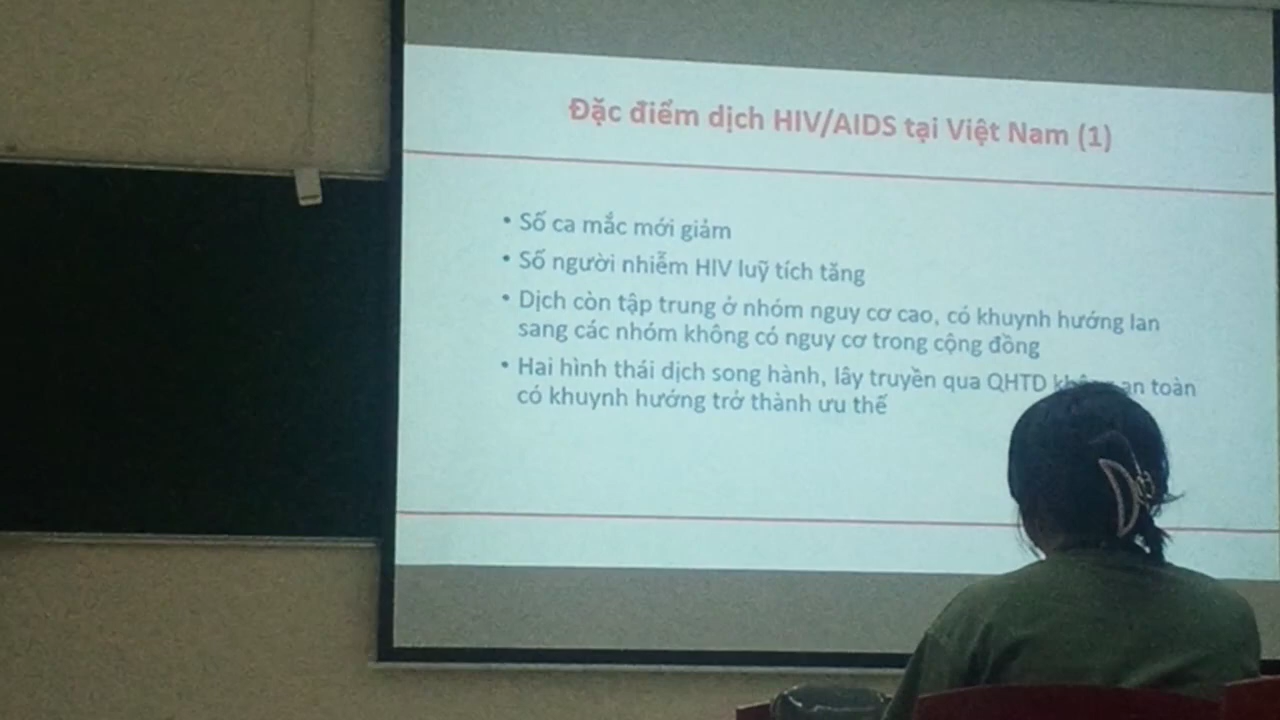 Đặc điểm dịch HIV/AIDS tại Việt Nam (1)
• Số ca mắc mới giảm
• Số người nhiễm HIV luỹ tích tăng
• Dịch còn tập trung ở nhóm nguy cơ cao, có khuynh hướng lan
sang các nhóm không có nguy cơ trong cộng đồng
• Hai hình thái dịch song hành, lây truyền qua QHTD an toàn
có khuynh hướng trở thành ưu thế